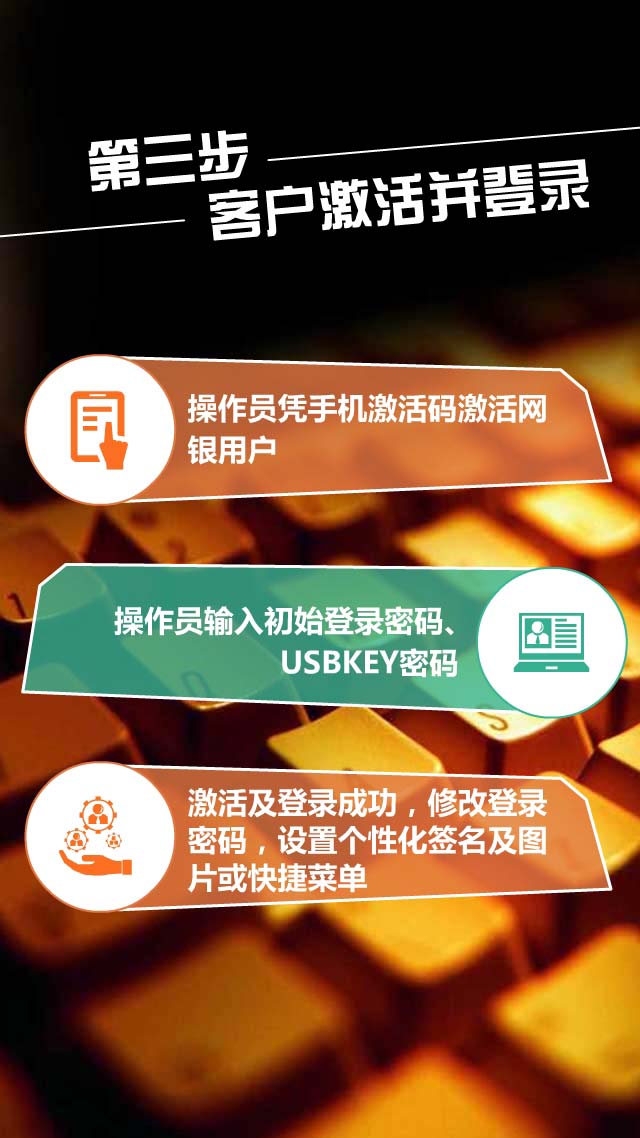 第三步
客户激活并登录
操作员凭手机激活码激活网
银用户
操作员输入初始登录密码、
USBKEY密码
激活及登录成功，修改登录
密码，设置个性化签名及图
片或快捷菜单